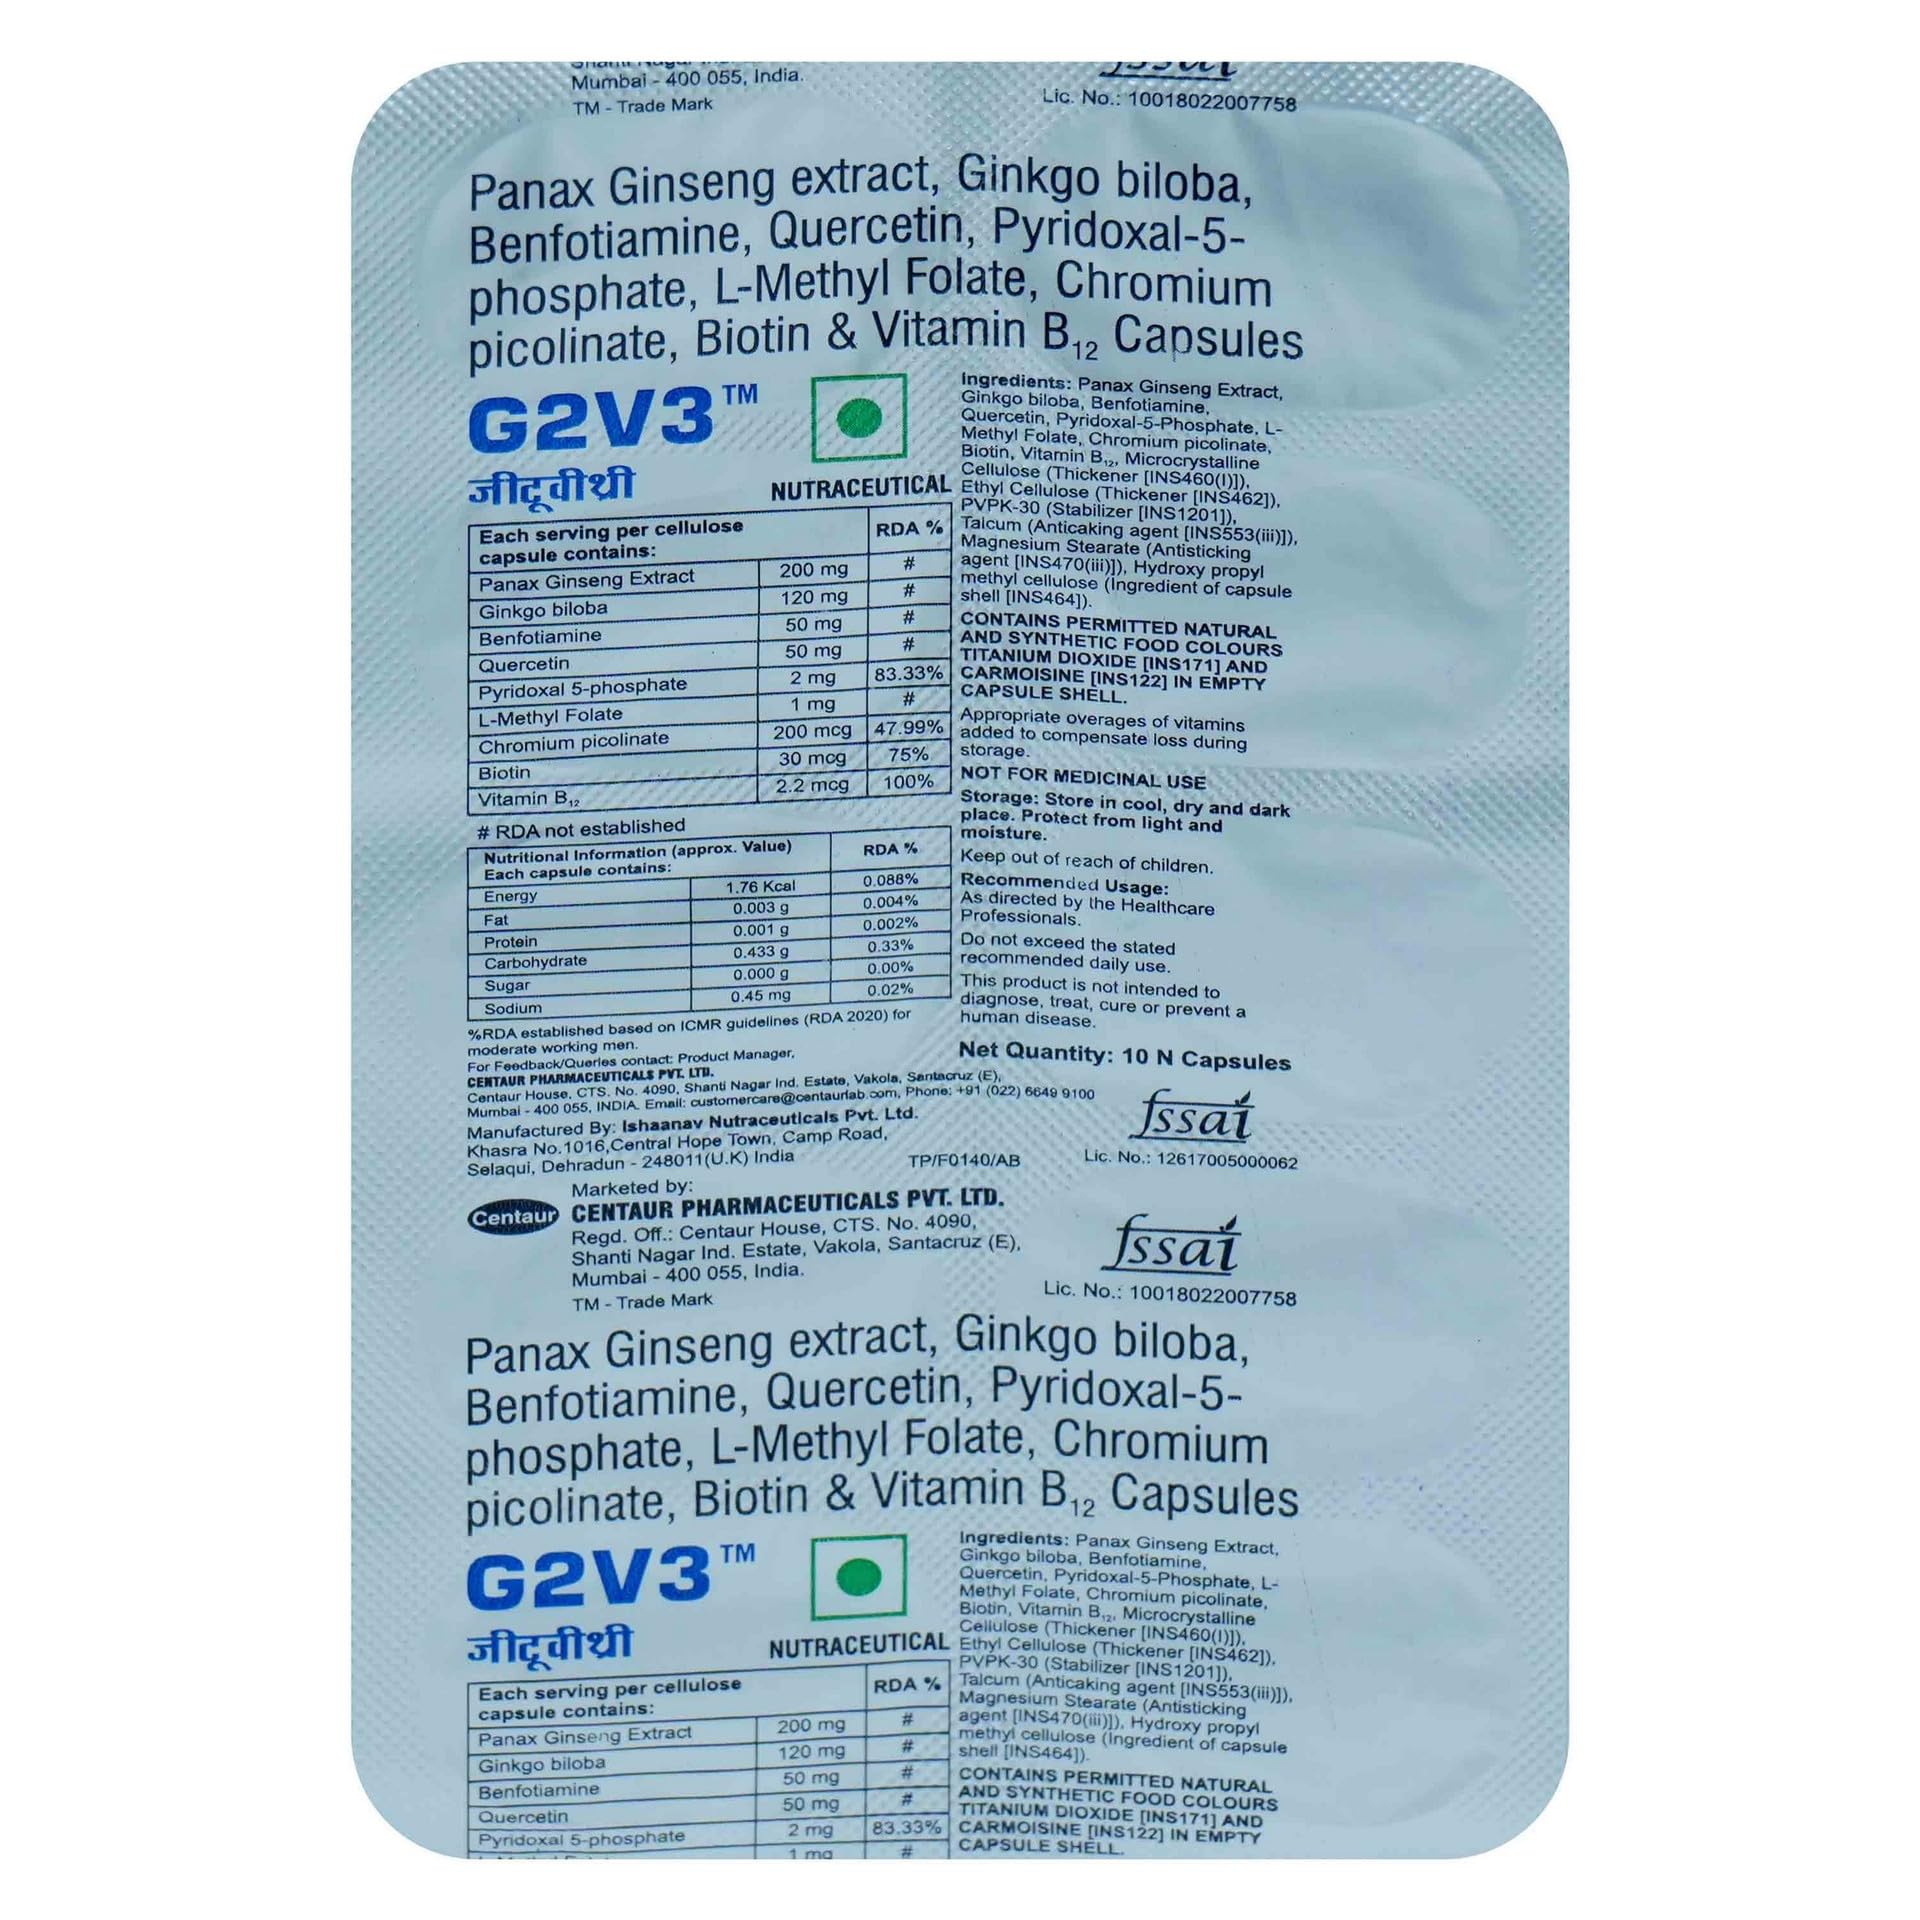 Mumbai - 400 055, India.
TM - Trade Mark
fssai
Lic. No.: 10018022007758
Panax Ginseng extract, Ginkgo biloba,
Benfotiamine, Quercetin, Pyridoxal-5-
phosphate, L-Methyl Folate, Chromium
picolinate, Biotin & Vitamin B12 Capsules
G2V3™
जीटूवीथ्री
NUTRACEUTICAL
Each serving per cellulose
capsule contains:
RDA %
Panax Ginseng Extract 200 mg #
Ginkgo biloba 120 mg #
Benfotiamine 50 mg #
Quercetin 50 mg #
Pyridoxal 5-phosphate 2 mg 83.33%
L-Methyl Folate 1 mg #
Chromium picolinate 200 mcg 47.99%
Biotin 30 mcg 75%
Vitamin B12 2.2 mcg 100%
# RDA not established
Nutritional Information (approx. Value)
Each capsule contains:
RDA %
Energy 1.76 Kcal 0.088%
Fat 0.003 g 0.004%
Protein 0.001 g 0.002%
Carbohydrate 0.433 g 0.33%
Sugar 0.000 g 0.00%
Sodium 0.45 mg 0.02%
%RDA established based on ICMR guidelines (RDA 2020) for
moderate working men.
For Feedback/Queries contact: Product Manager,
CENTAUR PHARMACEUTICALS PVT. LTD.
Centaur House, CTS. No. 4090, Shanti Nagar Ind. Estate, Vakola, Santacruz (E),
Mumbai - 400 055, INDIA. Email: customercare@centaurlab.com, Phone: +91 (022) 6649 9100
Manufactured By: Ishaanav Nutraceuticals Pvt. Ltd.
Khasra No.1016,Central Hope Town, Camp Road,
Selaqui, Dehradun - 248011(U.K) India
TP/F0140/AB
Ingredients: Panax Ginseng Extract,
Ginkgo biloba, Benfotiamine,
Quercetin, Pyridoxal-5-Phosphate, L-
Methyl Folate, Chromium picolinate,
Biotin, Vitamin B12, Microcrystalline
Cellulose (Thickener [INS460(I)]),
Ethyl Cellulose (Thickener [INS462]),
PVPK-30 (Stabilizer [INS1201]),
Talcum (Anticaking agent [INS553(iii)]),
Magnesium Stearate (Antisticking
agent [INS470(iii)]), Hydroxy propyl
methyl cellulose (Ingredient of capsule
shell [INS464]).
CONTAINS PERMITTED NATURAL
AND SYNTHETIC FOOD COLOURS
TITANIUM DIOXIDE [INS171] AND
CARMOISINE [INS122] IN EMPTY
CAPSULE SHELL.
Appropriate overages of vitamins
added to compensate loss during
storage.
NOT FOR MEDICINAL USE
Storage: Store in cool, dry and dark
place. Protect from light and
moisture.
Keep out of reach of children.
Recommended Usage:
As directed by the Healthcare
Professionals.
Do not exceed the stated
recommended daily use.
This product is not intended to
diagnose, treat, cure or prevent a
human disease.
Net Quantity: 10 N Capsules
fssai
Lic. No.: 12617005000062
Centaur
Marketed by:
CENTAUR PHARMACEUTICALS PVT. LTD.
Regd. Off.: Centaur House, CTS. No. 4090,
Shanti Nagar Ind. Estate, Vakola, Santacruz (E),
Mumbai - 400 055, India.
TM - Trade Mark
fssai
Lic. No.: 10018022007758
Panax Ginseng extract, Ginkgo biloba,
Benfotiamine, Quercetin, Pyridoxal-5-
phosphate, L-Methyl Folate, Chromium
picolinate, Biotin & Vitamin B12 Capsules
G2V3™
जीटूवीथ्री
NUTRACEUTICAL
Each serving per cellulose
capsule contains:
RDA %
Panax Ginseng Extract 200 mg #
Ginkgo biloba 120 mg #
Benfotiamine 50 mg #
Quercetin 50 mg #
Pyridoxal 5-phosphate 2 mg 83.33%
1 mg #
Ingredients: Panax Ginseng Extract,
Ginkgo biloba, Benfotiamine,
Quercetin, Pyridoxal-5-Phosphate, L-
Methyl Folate, Chromium picolinate,
Biotin, Vitamin B12, Microcrystalline
Cellulose (Thickener [INS460(I)]),
Ethyl Cellulose (Thickener [INS462]),
PVPK-30 (Stabilizer [INS1201]),
Talcum (Anticaking agent [INS553(iii)]),
Magnesium Stearate (Antisticking
agent [INS470(iii)]), Hydroxy propyl
methyl cellulose (Ingredient of capsule
shell [INS464]).
CONTAINS PERMITTED NATURAL
AND SYNTHETIC FOOD COLOURS
TITANIUM DIOXIDE [INS171] AND
CARMOISINE [INS122] IN EMPTY
CAPSULE SHELL.